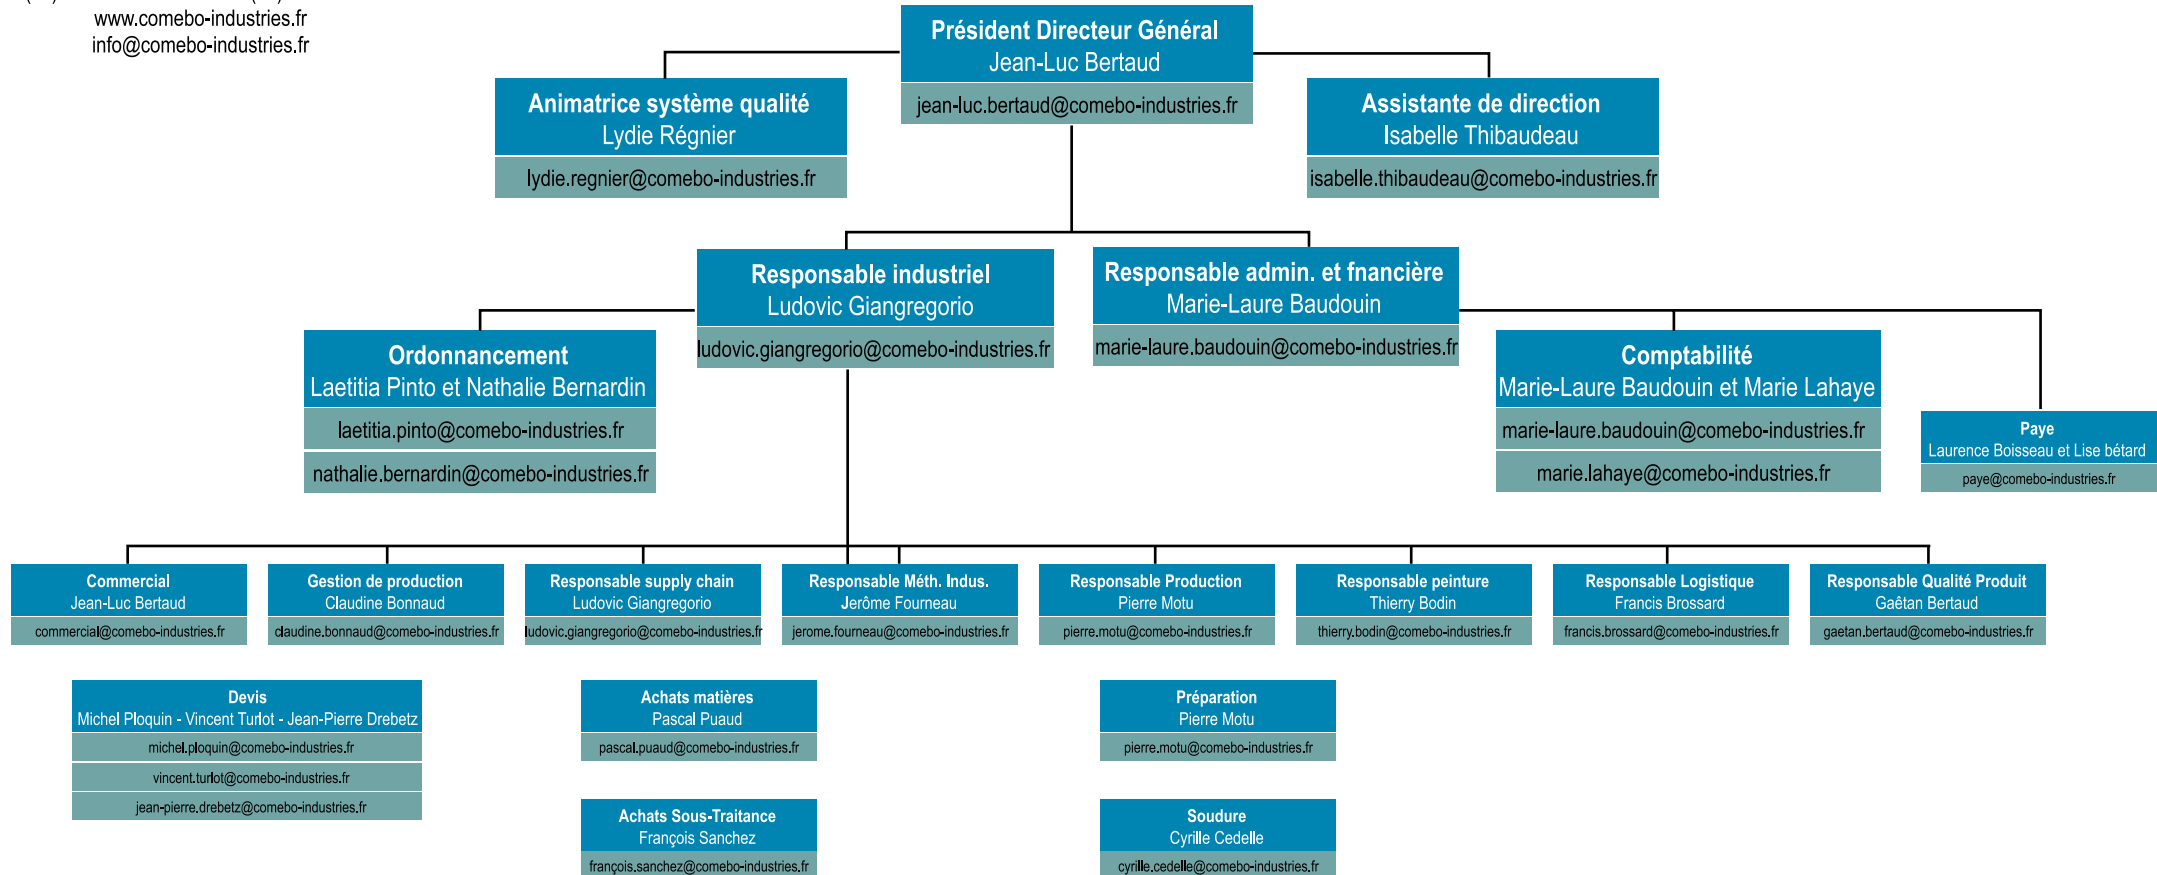 www.comebo-industries.fr
info@comebo-industries.fr
Président Directeur Général
Jean-Luc Bertaud
jean-luc.bertaud@comebo-industries.fr
Animatrice système qualité
Lydie Régnier
lydie.regnier@comebo-industries.fr
Assistante de direction
Isabelle Thibaudeau
isabelle.thibaudeau@comebo-industries.fr
Responsable industriel
Ludovic Giangregorio
ludovic.giangregorio@comebo-industries.fr
Responsable admin. et fnancière
Marie-Laure Baudouin
marie-laure.baudouin@comebo-industries.fr
Ordonnancement
Laetitia Pinto et Nathalie Bernardin
laetitia.pinto@comebo-industries.fr
nathalie.bernardin@comebo-industries.fr
Comptabilité
Marie-Laure Baudouin et Marie Lahaye
marie-laure.baudouin@comebo-industries.fr
marie.lahaye@comebo-industries.fr
Paye
Laurence Boisseau et Lise bétard
paye@comebo-industries.fr
Commercial
Jean-Luc Bertaud
commercial@comebo-industries.fr
Gestion de production
Claudine Bonnaud
claudine.bonnaud@comebo-industries.fr
Responsable supply chain
Ludovic Giangregorio
ludovic.giangregorio@comebo-industries.fr
Responsable Méth. Indus.
Jerôme Fourneau
jerome.fourneau@comebo-industries.fr
Responsable Production
Pierre Motu
pierre.motu@comebo-industries.fr
Responsable peinture
Thierry Bodin
thierry.bodin@comebo-industries.fr
Responsable Logistique
Francis Brossard
francis.brossard@comebo-industries.fr
Responsable Qualité Produit
Gaêtan Bertaud
gaetan.bertaud@comebo-industries.fr
Devis
Michel Ploquin - Vincent Turlot - Jean-Pierre Drebetz
michel.ploquin@comebo-industries.fr
vincent.turlot@comebo-industries.fr
jean-pierre.drebetz@comebo-industries.fr
Achats matières
Pascal Puaud
pascal.puaud@comebo-industries.fr
Préparation
Pierre Motu
pierre.motu@comebo-industries.fr
Achats Sous-Traitance
François Sanchez
françois.sanchez@comebo-industries.fr
Soudure
Cyrille Cedelle
cyrille.cedelle@comebo-industries.fr